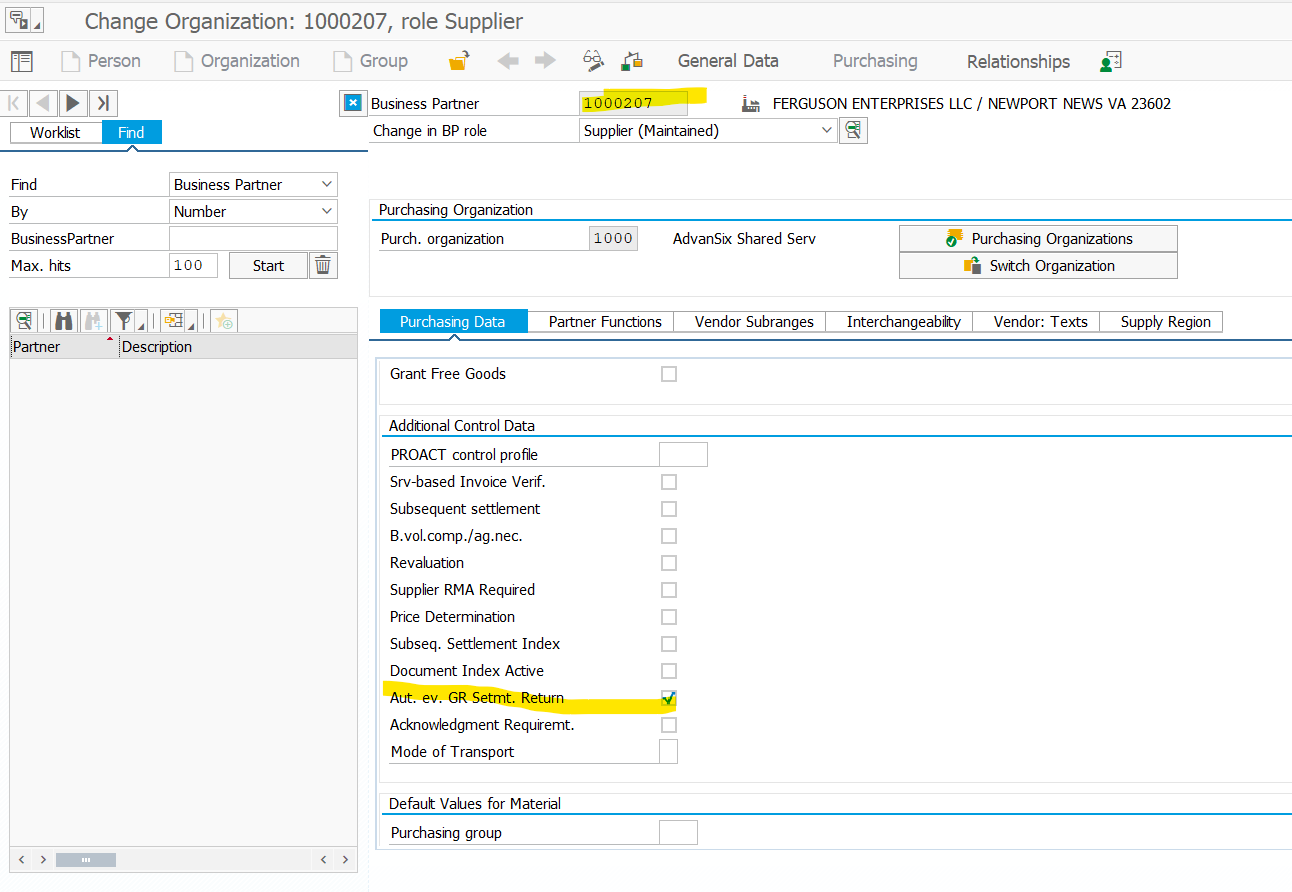 Change Organization: 1000207, role Supplier
Person Organization Group General Data Purchasing Relationships
Business Partner 1000207 FERGUSON ENTERPRISES LLC / NEWPORT NEWS VA 23602
Worklist Find
Change in BP role Supplier (Maintained)
Find Business Partner
By Number
BusinessPartner
Max. hits 100 Start
Partner Description
Purchasing Organization
Purch. organization 1000 AdvanSix Shared Serv Purchasing Organizations
Switch Organization
Purchasing Data Partner Functions Vendor Subranges Interchangeability Vendor: Texts Supply Region
Grant Free Goods
Additional Control Data
PROACT control profile
Srv-based Invoice Verif.
Subsequent settlement
B.vol.comp./ag.nec.
Revaluation
Supplier RMA Required
Price Determination
Subseq. Settlement Index
Document Index Active
Aut. ev. GR Setmt. Return
Acknowledgment Requiremt.
Mode of Transport
Default Values for Material
Purchasing group